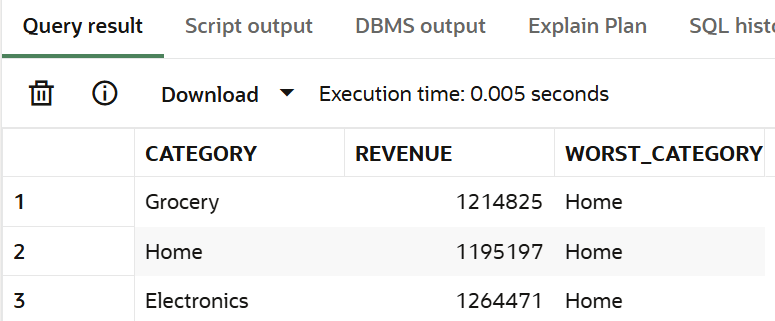 Query result Script output DBMS output Explain Plan SQL histo
Download Execution time: 0.005 seconds
CATEGORY REVENUE WORST_CATEGORY
1 Grocery 1214825 Home
2 Home 1195197 Home
3 Electronics 1264471 Home